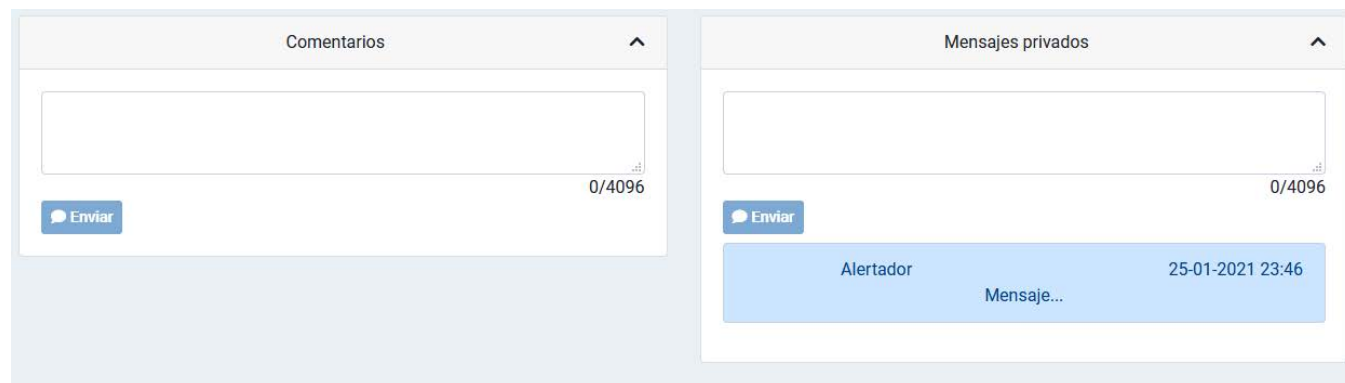 Comentarios
0/4096
Enviar
Mensajes privados
0/4096
Enviar
Alertador 25-01-2021 23:46
Mensaje...